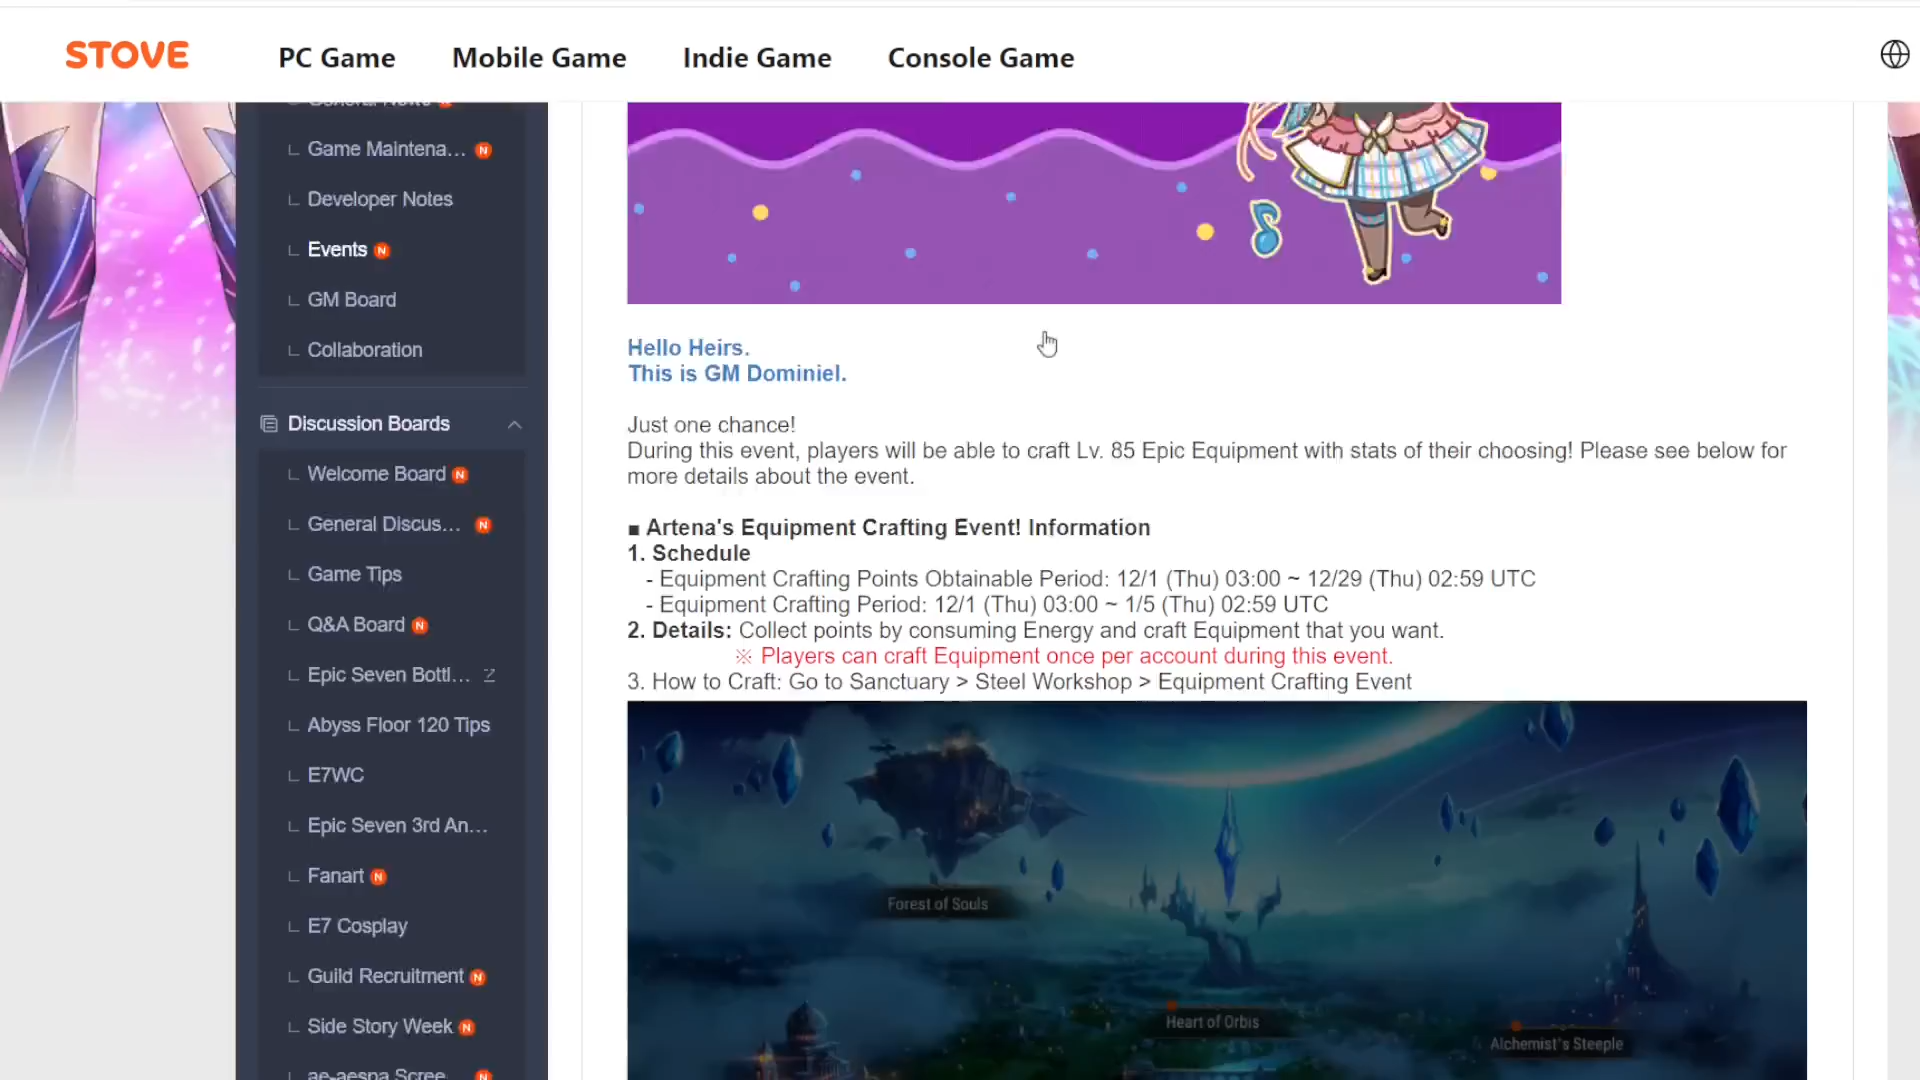 STOVE
PC Game
Mobile Game
Indie Game
Console Game
Game Maintena...
Developer Notes
Events
GM Board
Collaboration
Discussion Boards
Welcome Board
General Discus...
Game Tips
Q&A Board
Epic Seven Bottl...
Abyss Floor 120 Tips
E7WC
Epic Seven 3rd An...
Fanart
E7 Cosplay
Guild Recruitment
Side Story Week
Hello Heirs.
This is GM Dominiel.
Just one chance!
During this event, players will be able to craft Lv. 85 Epic Equipment with stats of their choosing! Please see below for
more details about the event.
■ Artena's Equipment Crafting Event! Information
1. Schedule
- Equipment Crafting Points Obtainable Period: 12/1 (Thu) 03:00 ~ 12/29 (Thu) 02:59 UTC
- Equipment Crafting Period: 12/1 (Thu) 03:00 ~ 1/5 (Thu) 02:59 UTC
2. Details: Collect points by consuming Energy and craft Equipment that you want.
※ Players can craft Equipment once per account during this event.
3. How to Craft: Go to Sanctuary > Steel Workshop > Equipment Crafting Event
Forest of Souls
Heart of Orbis
Alchemist's Steeple